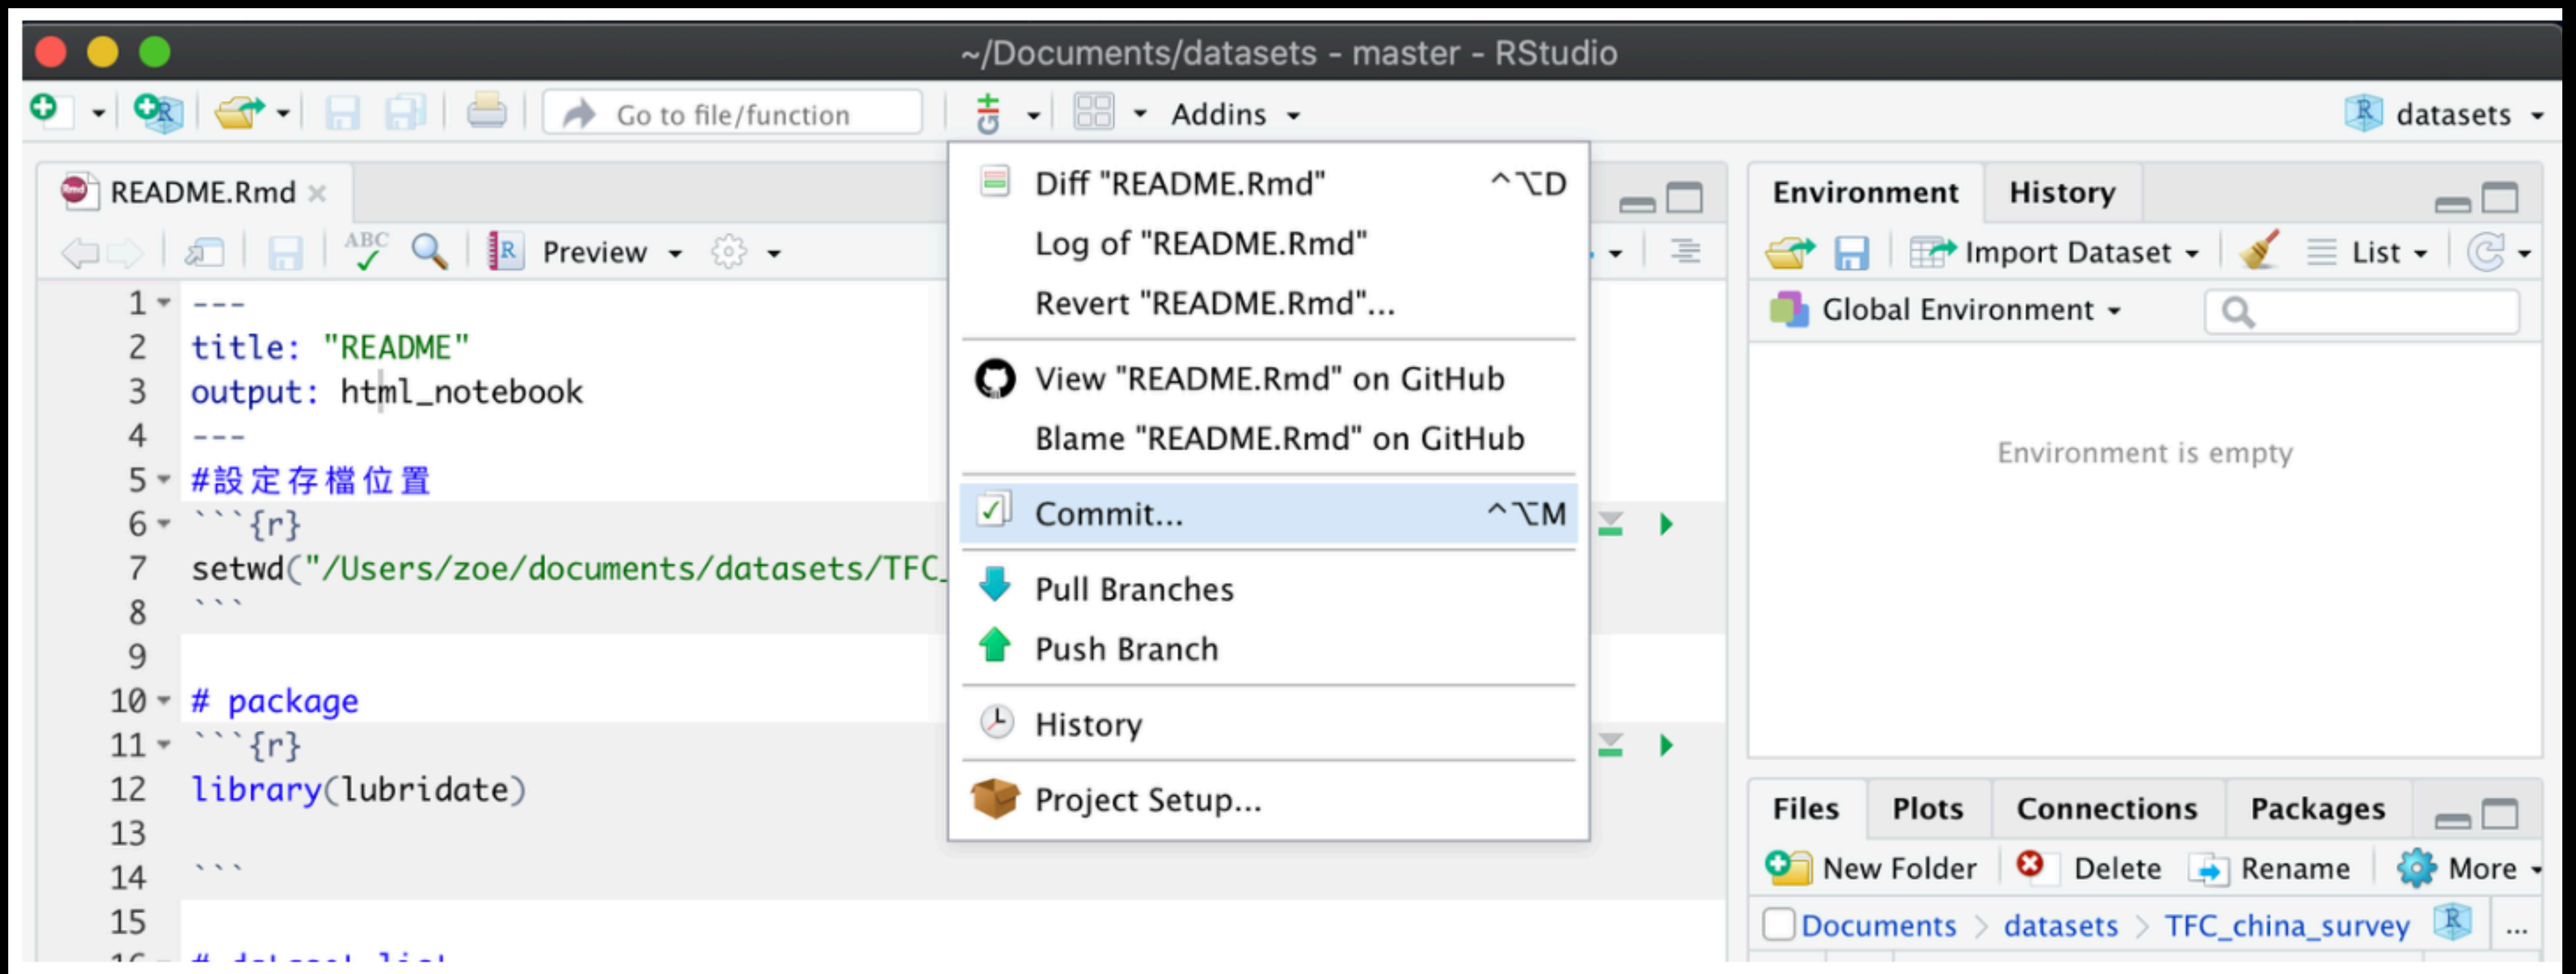 ~/Documents/datasets - master - RStudio
Go to file/function
Git
Addins
datasets
README.Rmd
ABC
Preview
1 ---
2 title: "README"
3 output: html_notebook
4 ---
5 #設定存檔位置
6 ```{r}
7 setwd("/Users/zoe/documents/datasets/TFC_
8 ```
9
10 # package
11 ```{r}
12 library(lubridate)
13
14 ```
15
16 # dataset list
Diff "README.Rmd" ^⌥D
Log of "README.Rmd"
Revert "README.Rmd"...
View "README.Rmd" on GitHub
Blame "README.Rmd" on GitHub
Commit... ^⌥M
Pull Branches
Push Branch
History
Project Setup...
Environment History
Import Dataset List
Global Environment
Environment is empty
Files Plots Connections Packages
New Folder Delete Rename More
Documents > datasets > TFC_china_survey ...